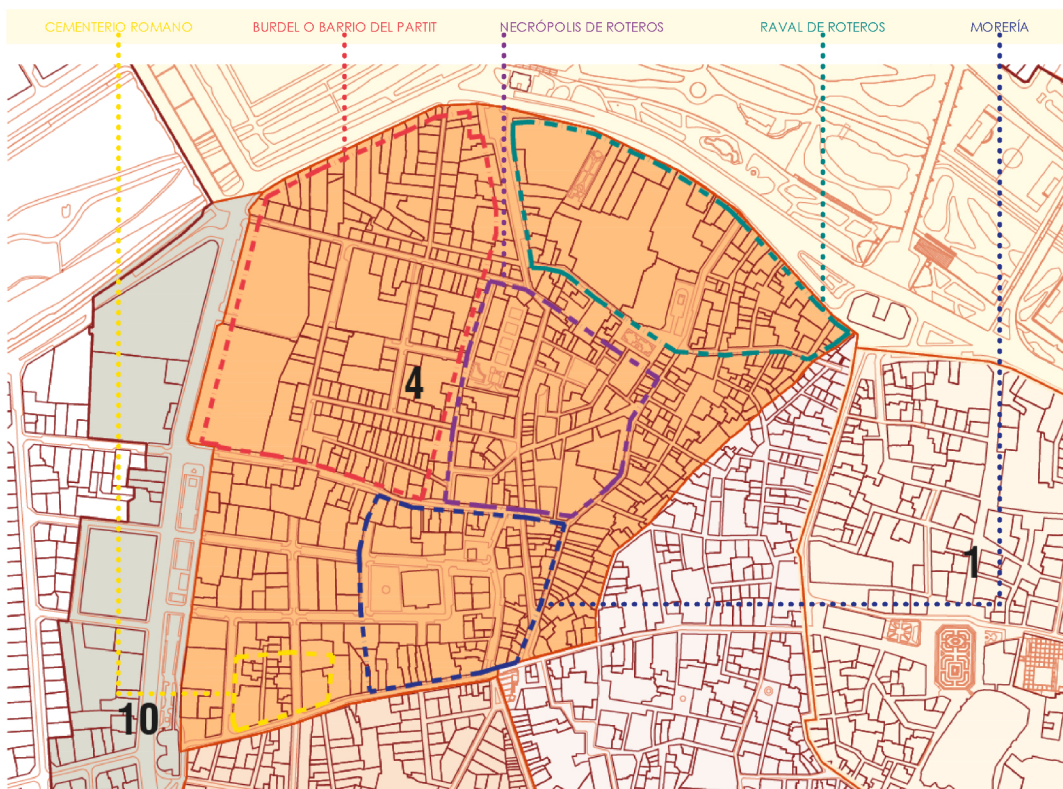 CEMENTERIO ROMANO BURDEL O BARRIO DEL PARTIT NECRÓPOLIS DE ROTEROS RAVAL DE ROTEROS MORERÍA
4
1
10